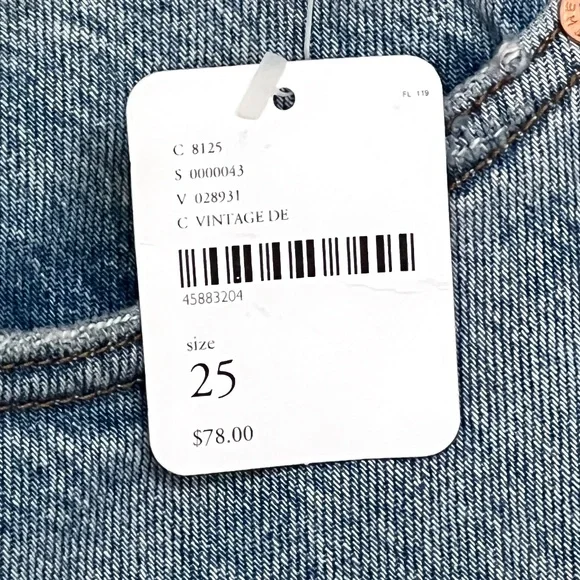 FL 119
C 8125
S 0000043
V 028931
C VINTAGE DE
45883204
size
25
$78.00